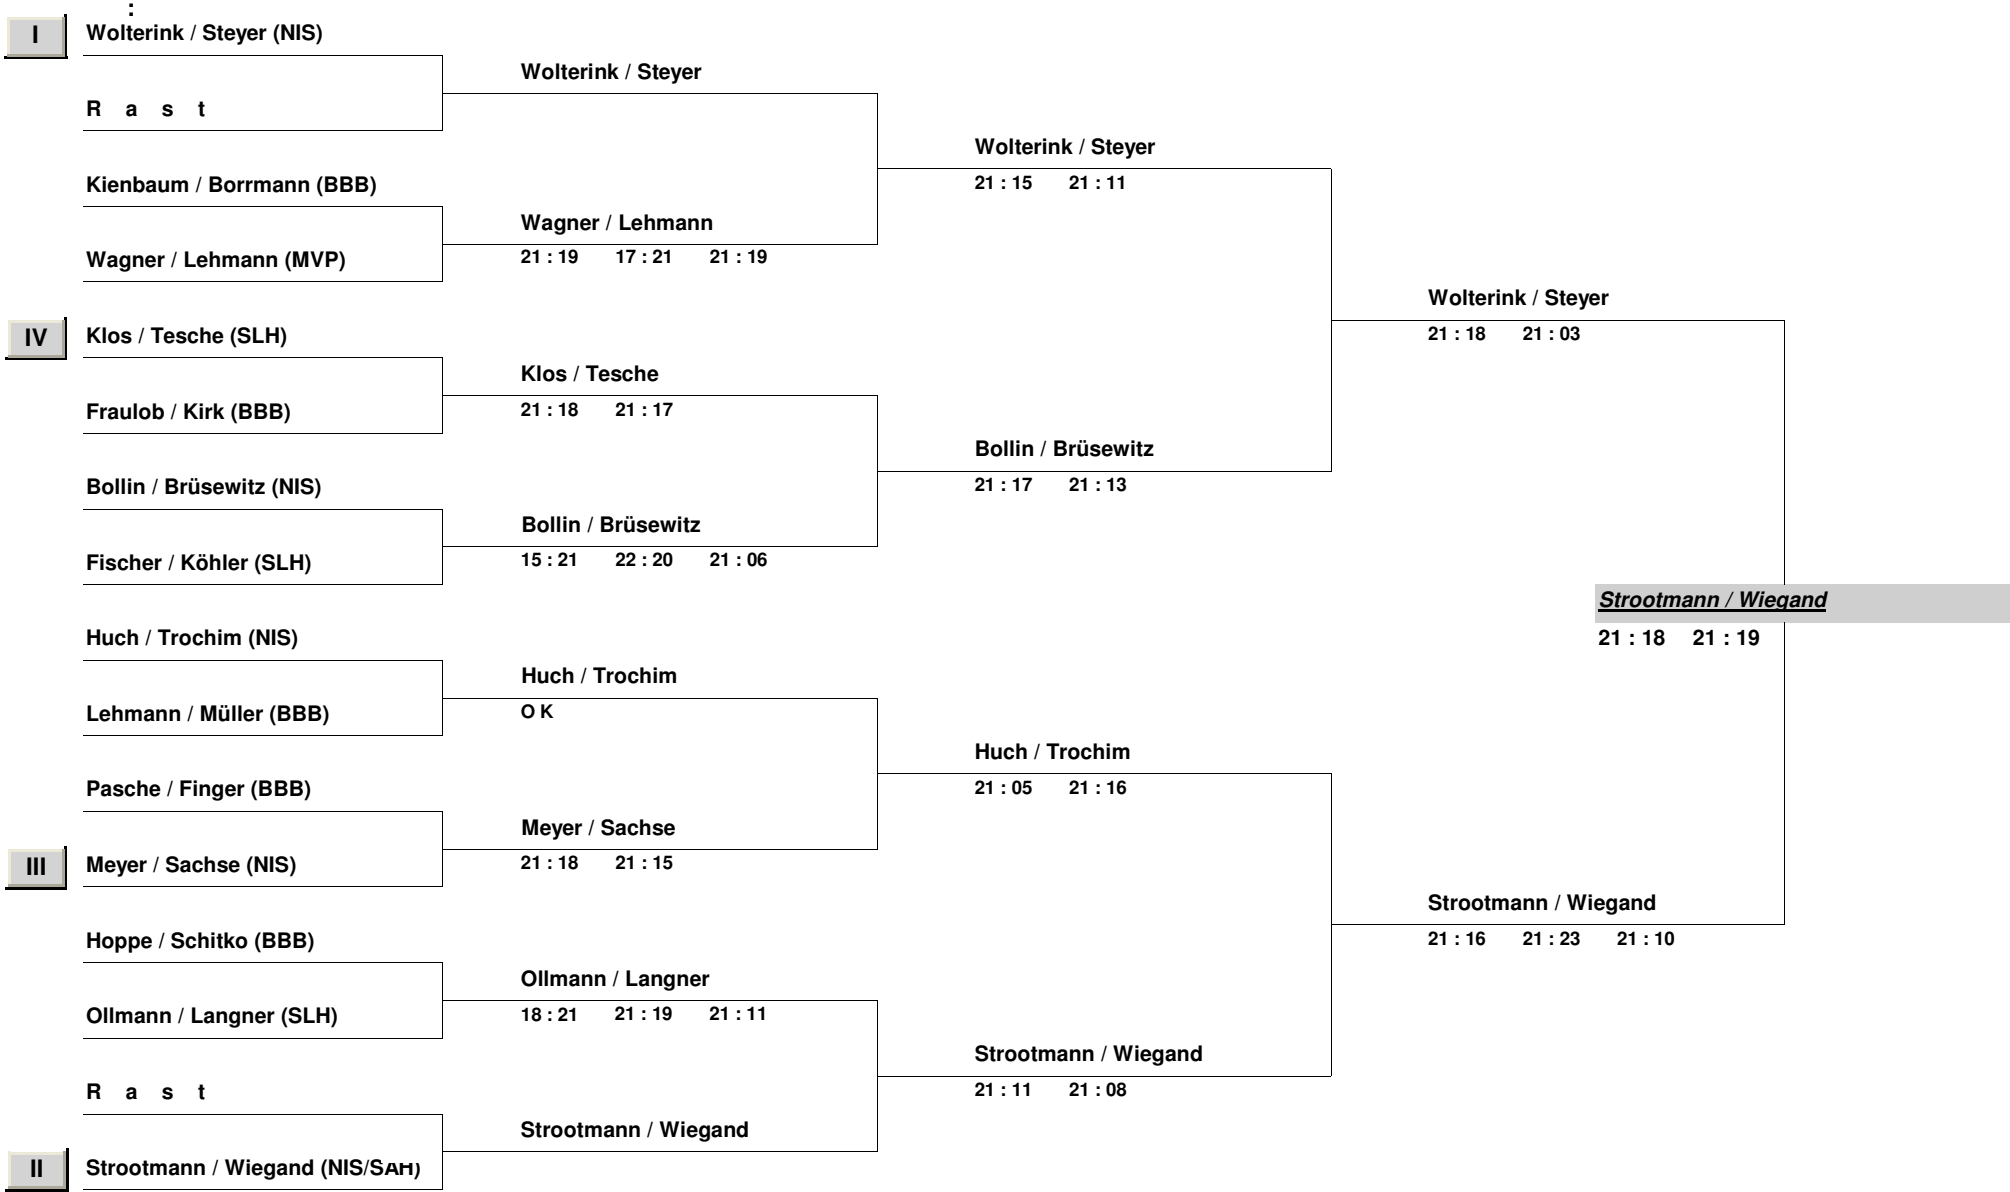 :
I
Wolterink / Steyer (NIS)
Wolterink / Steyer
R a s t
Wolterink / Steyer
21 : 15 21 : 11
Kienbaum / Borrmann (BBB)
Wagner / Lehmann
21 : 19 17 : 21 21 : 19
Wagner / Lehmann (MVP)
Wolterink / Steyer
21 : 18 21 : 03
IV
Klos / Tesche (SLH)
Klos / Tesche
21 : 18 21 : 17
Fraulob / Kirk (BBB)
Bollin / Brüsewitz
21 : 17 21 : 13
Bollin / Brüsewitz (NIS)
Bollin / Brüsewitz
15 : 21 22 : 20 21 : 06
Fischer / Köhler (SLH)
Strootmann / Wiegand
21 : 18 21 : 19
Huch / Trochim (NIS)
Huch / Trochim
O K
Lehmann / Müller (BBB)
Huch / Trochim
21 : 05 21 : 16
Pasche / Finger (BBB)
Meyer / Sachse
21 : 18 21 : 15
III
Meyer / Sachse (NIS)
Strootmann / Wiegand
21 : 16 21 : 23 21 : 10
Hoppe / Schitko (BBB)
Ollmann / Langner
18 : 21 21 : 19 21 : 11
Ollmann / Langner (SLH)
Strootmann / Wiegand
21 : 11 21 : 08
R a s t
Strootmann / Wiegand
II
Strootmann / Wiegand (NIS/SAH)